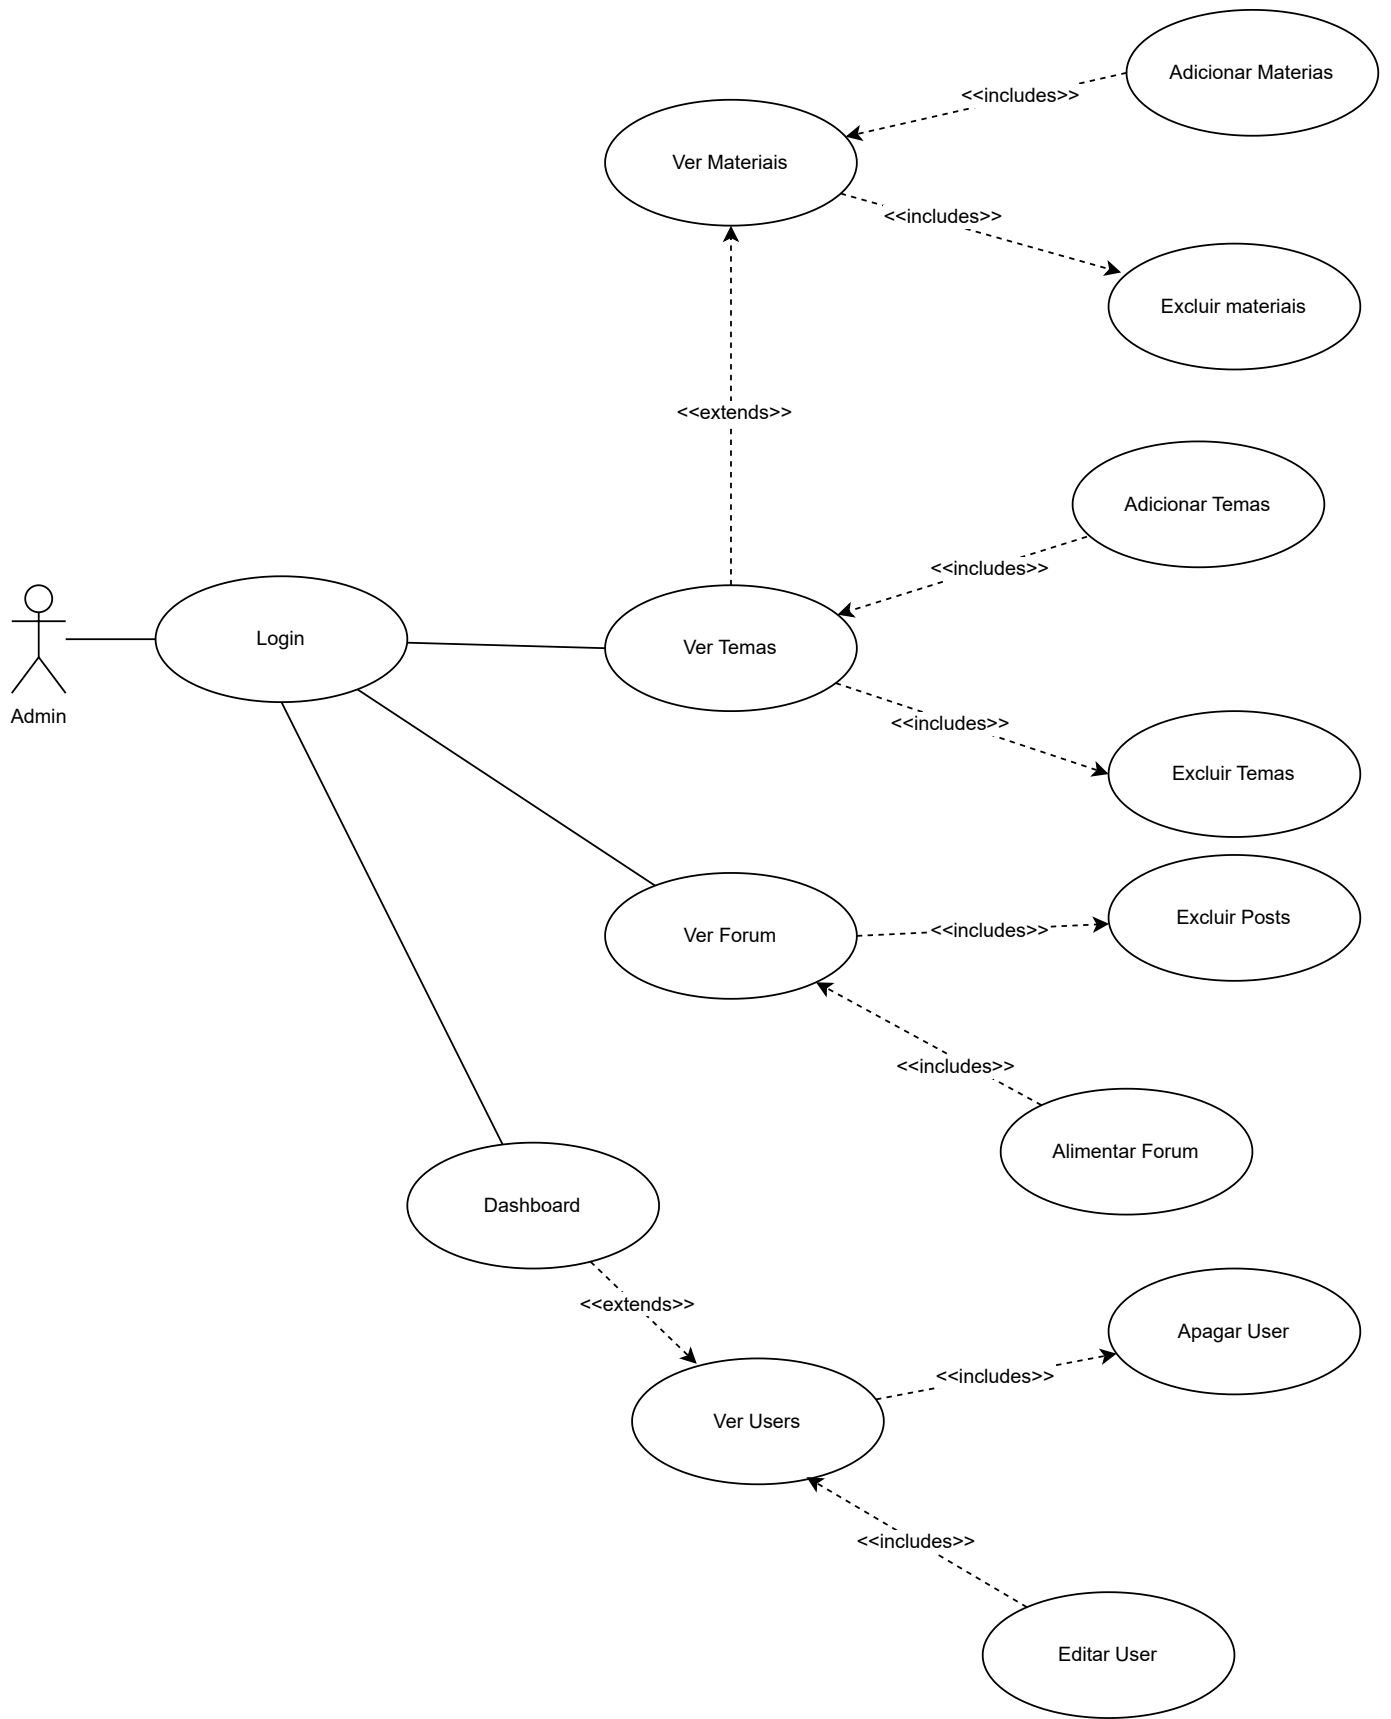 Adicionar Materias
<<includes>>
Ver Materiais
<<includes>>
Excluir materiais
<<extends>>
Adicionar Temas
<<includes>>
Login
Ver Temas
Admin
<<includes>>
Excluir Temas
Excluir Posts
<<includes>>
Ver Forum
<<includes>>
Alimentar Forum
Dashboard
<<extends>>
Apagar User
<<includes>>
Ver Users
<<includes>>
Editar User